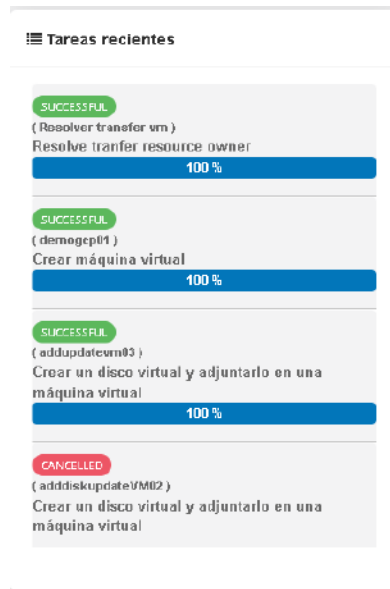 Tareas recientes
SUCCESSFUL
( Resolver transfer vm )
Resolve tranfer resource owner
100 %
SUCCESSFUL
( demogcp01 )
Crear máquina virtual
100 %
SUCCESSFUL
( addupdatevm03 )
Crear un disco virtual y adjuntarlo en una
máquina virtual
100 %
CANCELLED
( adddiskupdateVM02 )
Crear un disco virtual y adjuntarlo en una
máquina virtual